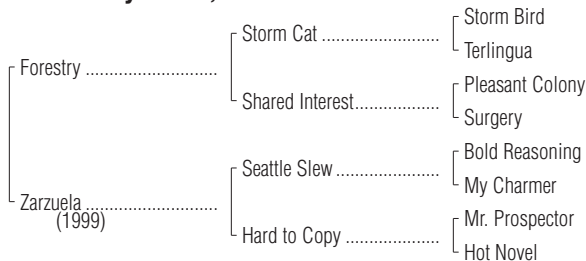 Storm Bird
Storm Cat ........................
Terlingua
Forestry ...........................
Pleasant Colony
Shared Interest.................
Surgery
Bold Reasoning
Seattle Slew .....................
My Charmer
Zarzuela ...........................
(1999)
Mr. Prospector
Hard to Copy ...................
Hot Novel